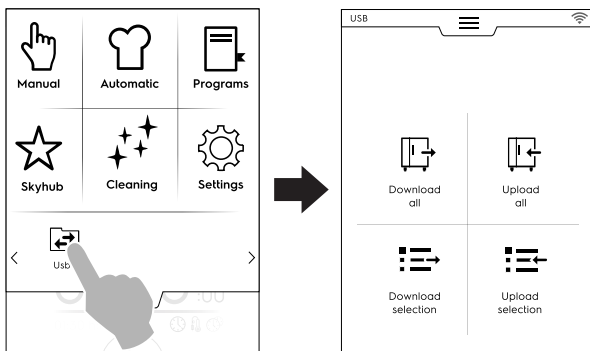 Manual Automatic Programs
Skyhub Cleaning Settings
Usb
:00
USB
Download
all
Upload
all
Download
selection
Upload
selection